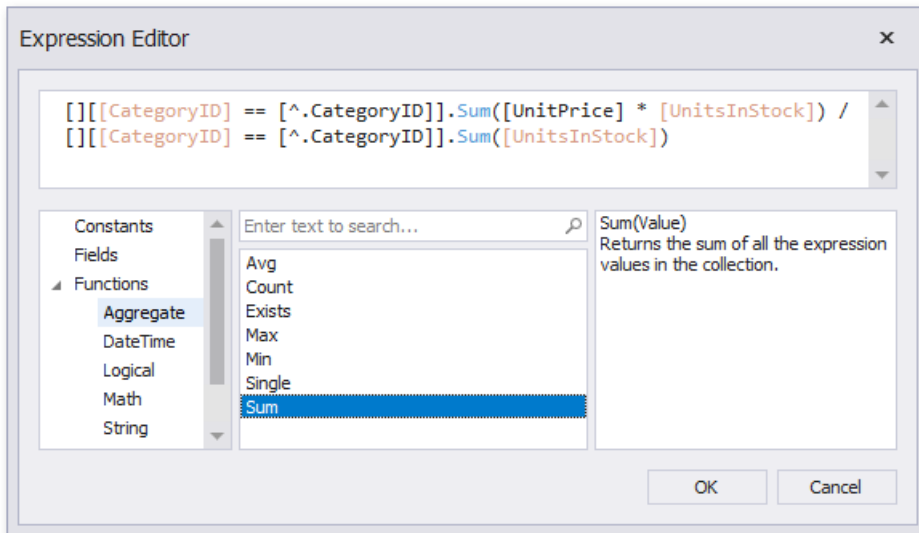 Expression Editor
[][[CategoryID] == [^.CategoryID]].Sum([UnitPrice] * [UnitsInStock]) /
[][[CategoryID] == [^.CategoryID]].Sum([UnitsInStock])
Constants
Fields
Functions
Aggregate
DateTime
Logical
Math
String
Enter text to search...
Avg
Count
Exists
Max
Min
Single
Sum
Sum(Value)
Returns the sum of all the expression
values in the collection.
OK
Cancel